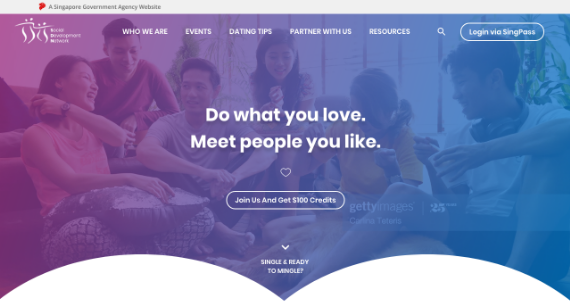 A Singapore Government Agency Website
Social
Development
Network
WHO WE ARE
EVENTS
DATING TIPS
PARTNER WITH US
RESOURCES
Login via SingPass
Do what you love.
Meet people you like.
Join Us And Get $100 Credits
gettyimages
SINGLE & READY
TO MINGLE?